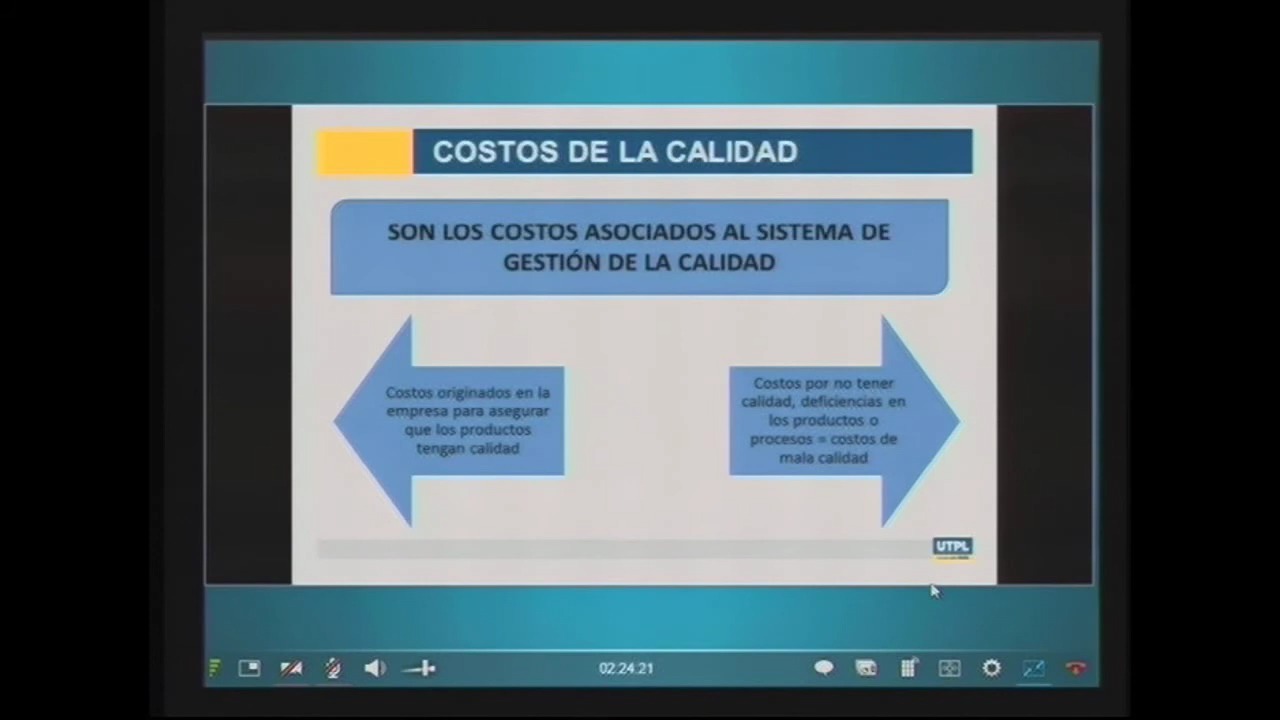 COSTOS DE LA CALIDAD
SON LOS COSTOS ASOCIADOS AL SISTEMA DE
GESTIÓN DE LA CALIDAD
Costos originados en la
empresa para asegurar
que los productos
tengan calidad
Costos por no tener
calidad, deficiencias en
los productos o
procesos = costos de
mala calidad
UTPL
02.24.21